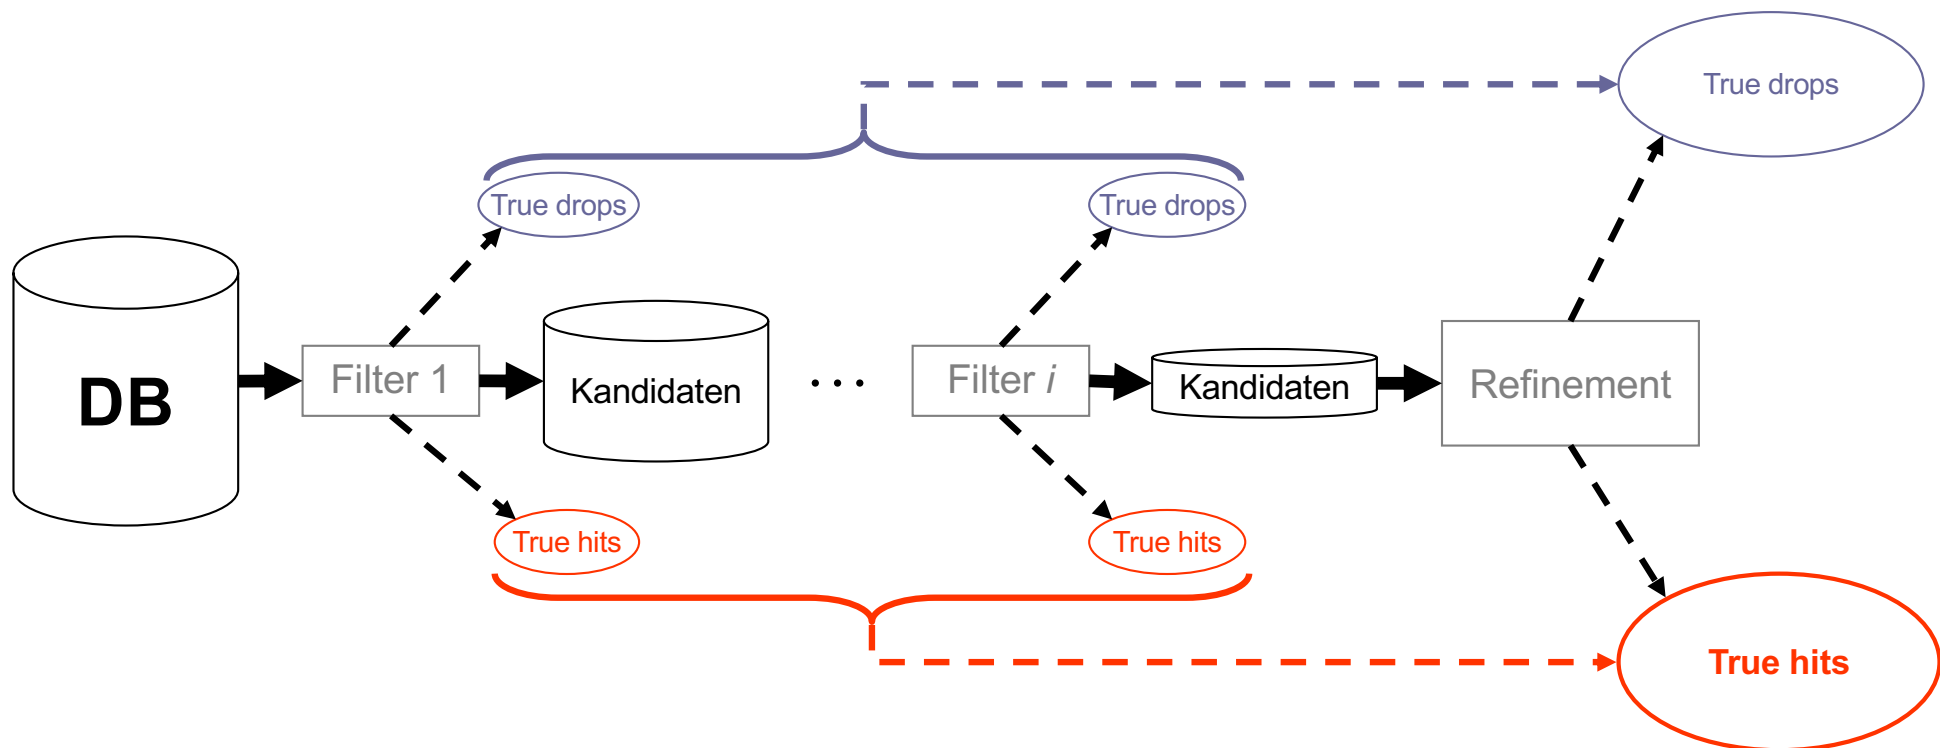 True drops
True drops
True drops
DB
Filter 1
Kandidaten
...
Filter i
Kandidaten
Refinement
True hits
True hits
True hits